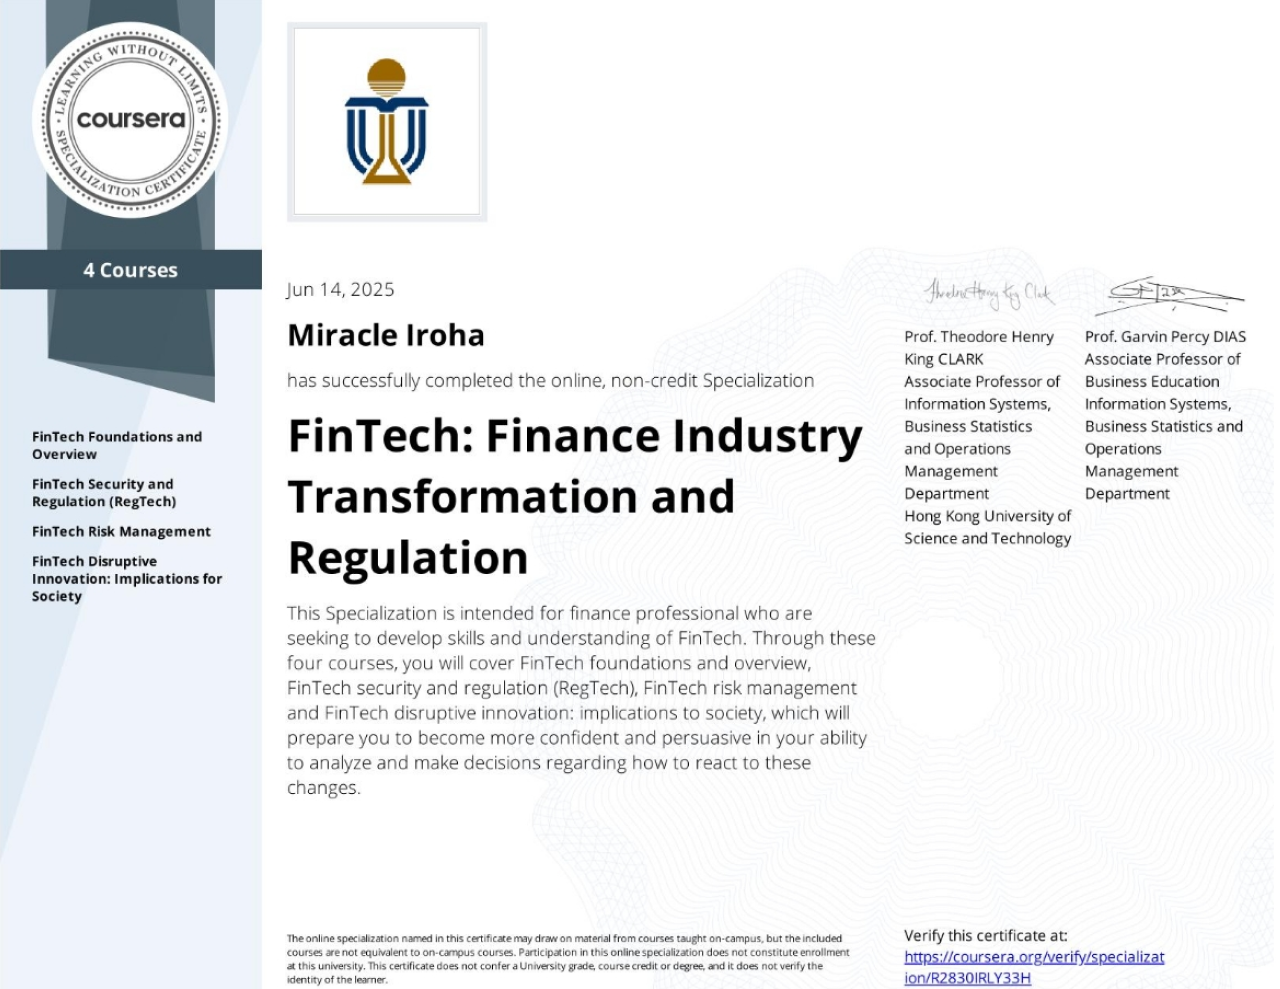 LEARNING WITHOUT LIMITS
coursera
SPECIALIZATION CERTIFICATE
4 Courses
FinTech Foundations and
Overview
FinTech Security and
Regulation (RegTech)
FinTech Risk Management
FinTech Disruptive
Innovation: Implications for
Society
Jun 14, 2025
Miracle Iroha
has successfully completed the online, non-credit Specialization
FinTech: Finance Industry
Transformation and
Regulation
This Specialization is intended for finance professional who are
seeking to develop skills and understanding of FinTech. Through these
four courses, you will cover FinTech foundations and overview,
FinTech security and regulation (RegTech), FinTech risk management
and FinTech disruptive innovation: implications to society, which will
prepare you to become more confident and persuasive in your ability
to analyze and make decisions regarding how to react to these
changes.
Theodore Henry King Clark
Prof. Theodore Henry
King CLARK
Associate Professor of
Information Systems,
Business Statistics
and Operations
Management
Department
Hong Kong University of
Science and Technology
Prof. Garvin Percy DIAS
Associate Professor of
Business Education
Information Systems,
Business Statistics and
Operations
Management
Department
The online specialization named in this certificate may draw on material from courses taught on-campus, but the included
courses are not equivalent to on-campus courses. Participation in this online specialization does not constitute enrollment
at this university. This certificate does not confer a University grade, course credit or degree, and it does not verify the
identity of the learner.
Verify this certificate at:
https://coursera.org/verify/specializat
ion/R2830IRLY33H